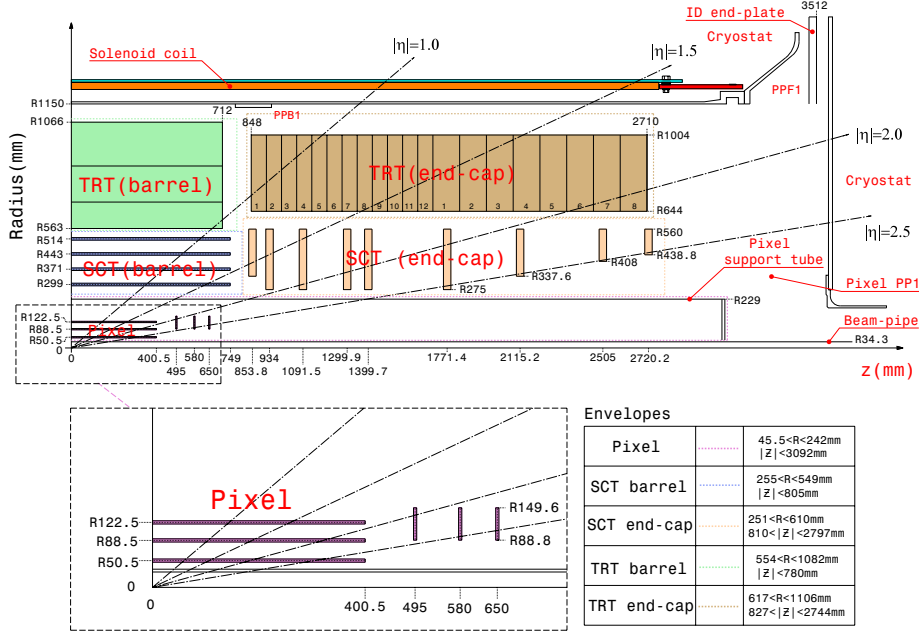 3512
ID end-plate
Cryostat
|η|=1.0
|η|=1.5
Solenoid coil
PPF1
R1150
712
PPB1
R1066
848
2710
R1004
|η|=2.0
Radius(mm)
TRT(barrel)
TRT(end-cap)
Cryostat
1 2 3 4 5 6 7 8 9 10 11 12 1 2 3 4 5 6 7 8
R644
R563
R514
R443
R371
R299
SCT(barrel)
SCT (end-cap)
R560
R438.8
R408
R337.6
R275
|η|=2.5
Pixel
support tube
Pixel PP1
R229
R122.5
R88.5
R50.5
Pixel
Beam-pipe
R34.3
0
0
400.5
495
580
650
749
853.8
934
1091.5
1299.9
1399.7
1771.4
2115.2
2505
2720.2
z(mm)
Pixel
R149.6
R122.5
R88.5
R88.8
R50.5
0
0
400.5
495
580
650
Envelopes
Pixel
45.5<R<242mm
|Z|<3092mm
SCT barrel
255<R<549mm
|Z|<805mm
SCT end-cap
251<R<610mm
810<|Z|<2797mm
TRT barrel
554<R<1082mm
|Z|<780mm
TRT end-cap
617<R<1106mm
827<|Z|<2744mm